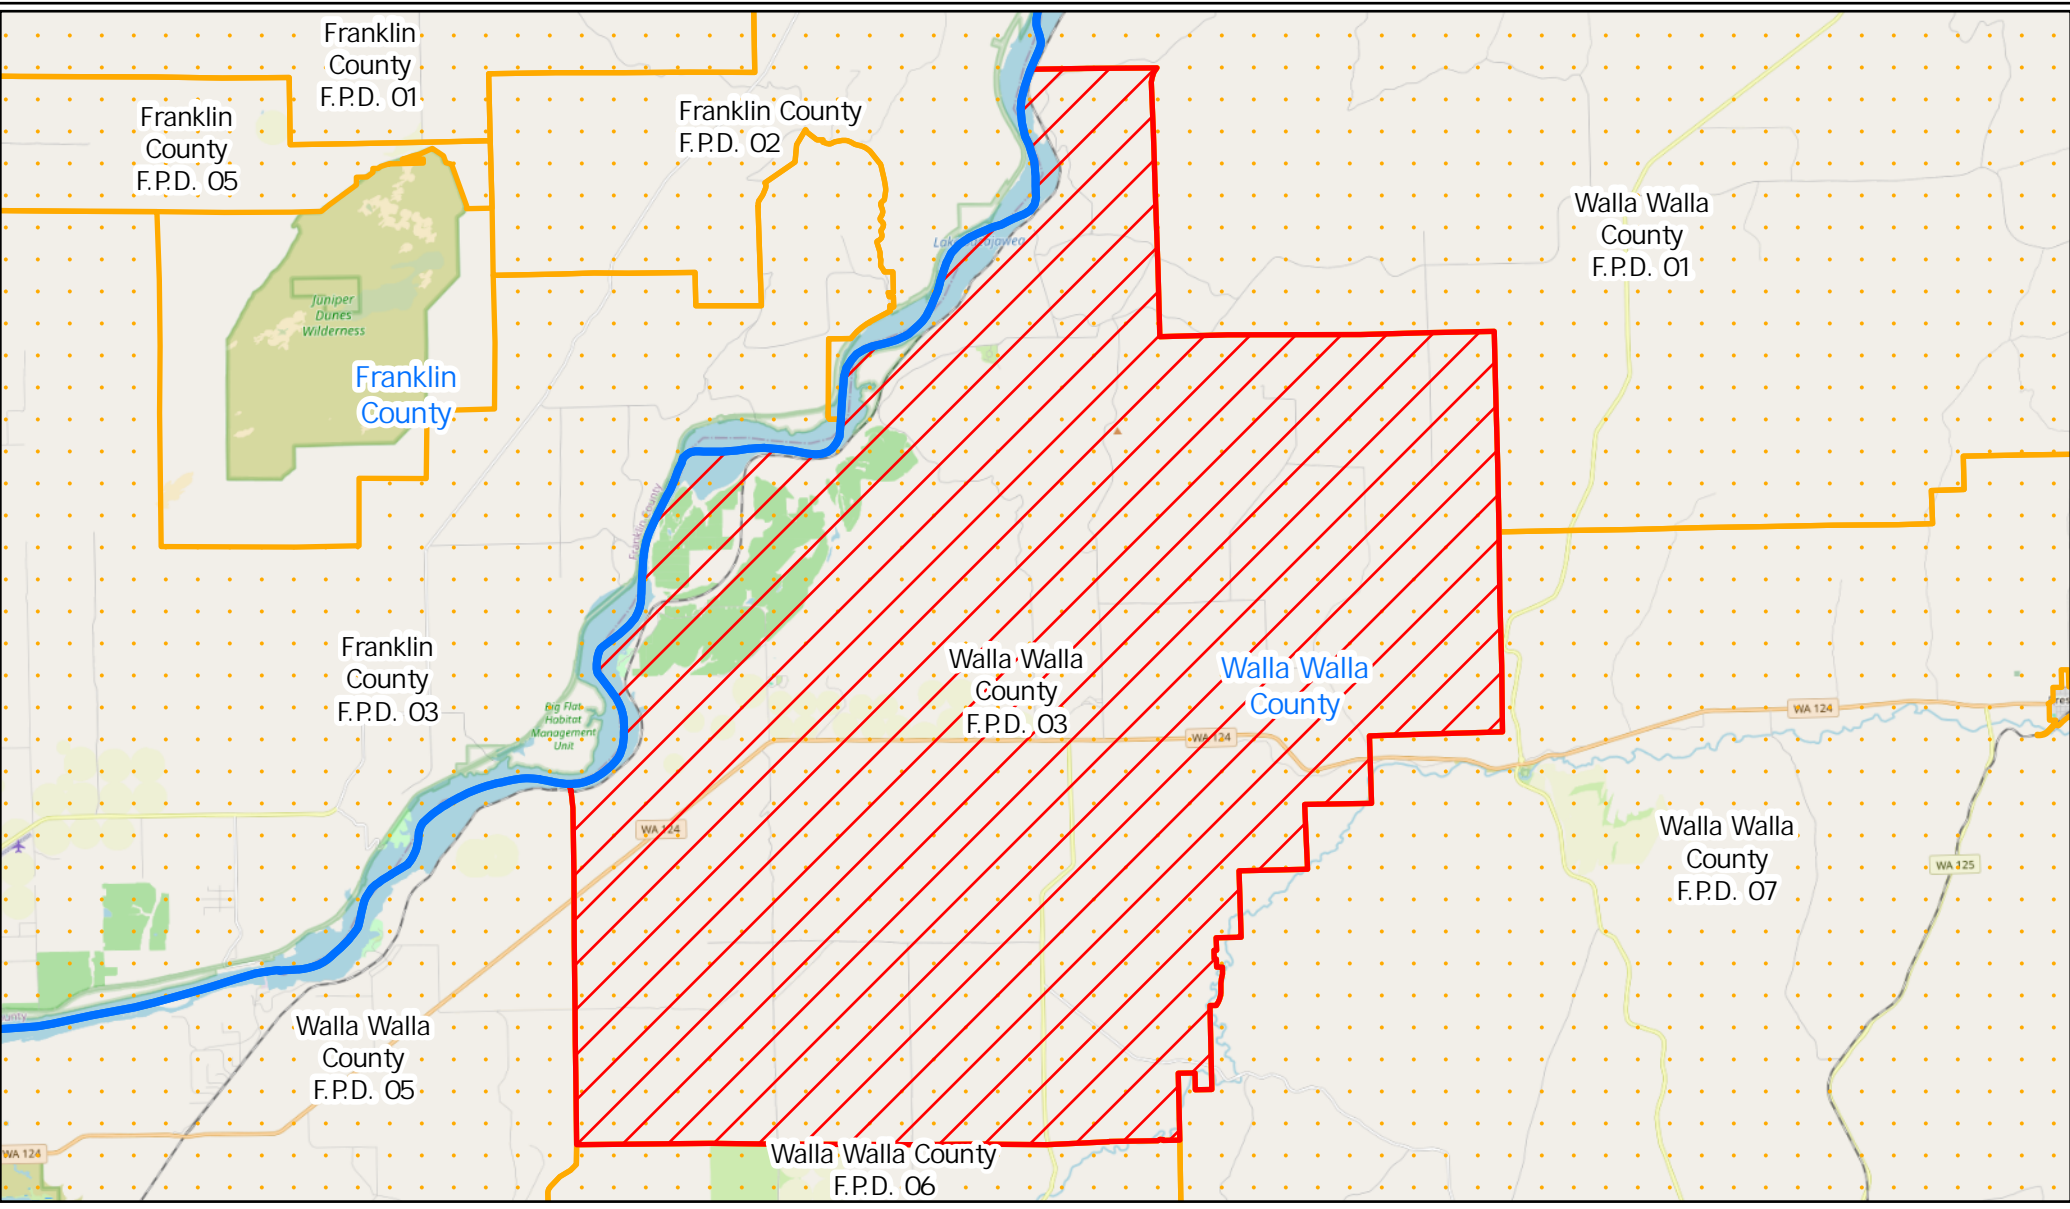 Franklin
County
F.P.D. 01
Franklin
County
F.P.D. 05
Franklin County
F.P.D. 02
Walla Walla
County
F.P.D. 01
Juniper
Dunes
Wilderness
Franklin
County
Franklin County
Franklin
County
F.P.D. 03
Big Flat
Habitat
Management
Unit
Walla Walla
County
F.P.D. 03
Walla Walla
County
WA 124
WA 124
WA 124
Walla Walla
County
F.P.D. 07
WA 125
Walla Walla
County
F.P.D. 05
WA 124
Walla Walla County
F.P.D. 06